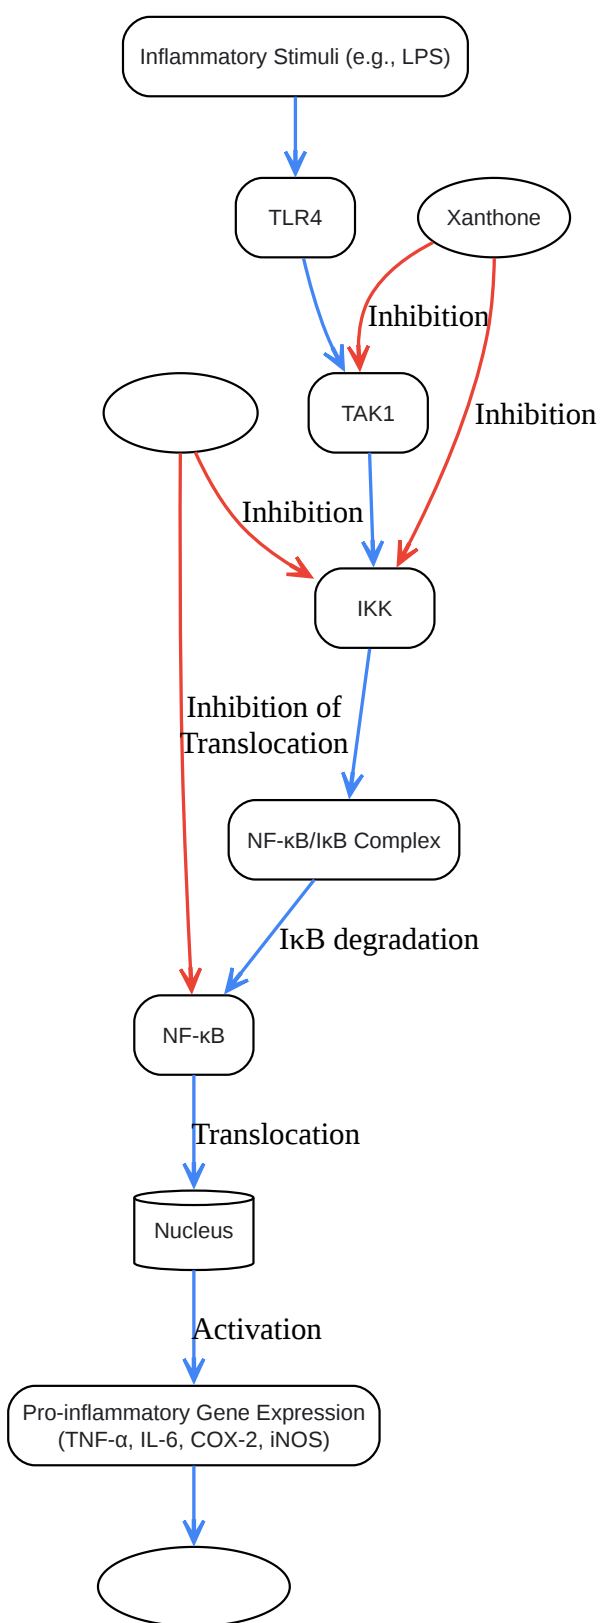 Inflammatory Stimuli (e.g., LPS)
TLR4
Xanthone
Inhibition
TAK1
Inhibition
Inhibition
IKK
Inhibition of
Translocation
NF-κB/IκB Complex
IκB degradation
NF-κB
Translocation
Nucleus
Activation
Pro-inflammatory Gene Expression
(TNF-α, IL-6, COX-2, iNOS)